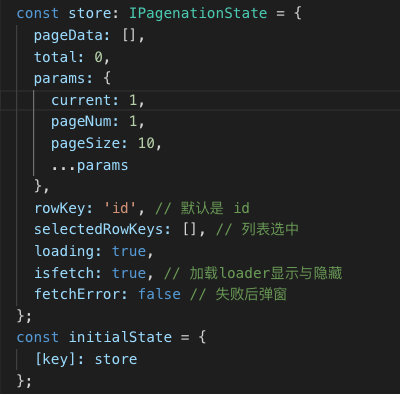 const store: IPagenationState = {
  pageData: [],
  total: 0,
  params: {
    current: 1,
    pageNum: 1,
    pageSize: 10,
    ...params
  },
  rowKey: 'id', // 默认是 id
  selectedRowKeys: [], // 列表选中
  loading: true,
  isfetch: true, // 加载loader显示与隐藏
  fetchError: false // 失败后弹窗
};
const initialState = {
  [key]: store
};